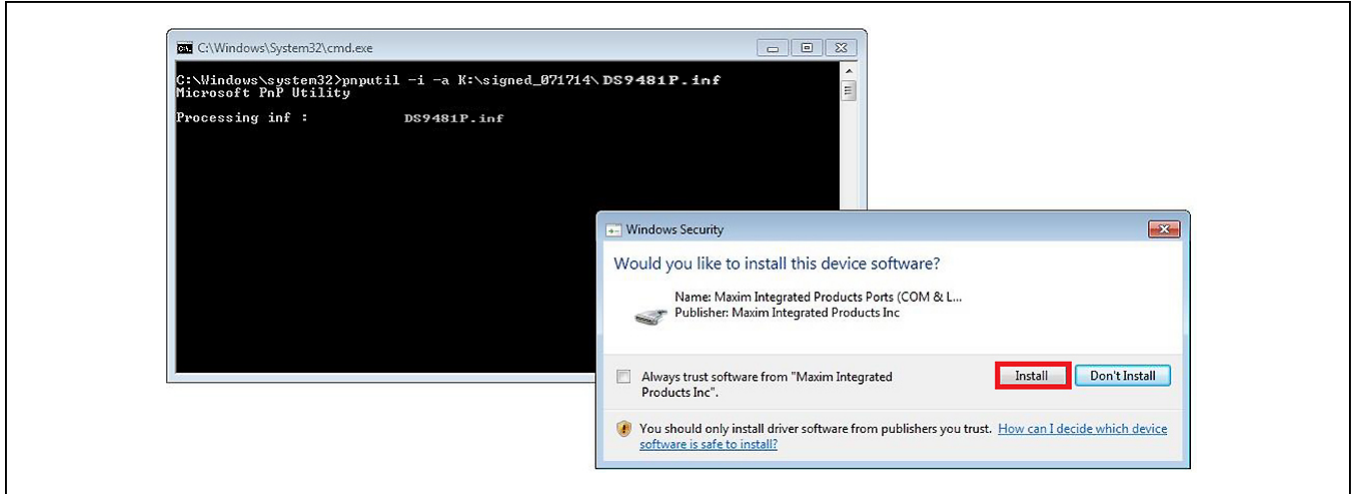 C:\Windows\System32\cmd.exe
C:\Windows\system32>pnputil -i -a K:\signed_071714\DS9481P.inf
Microsoft PnP Utility
Processing inf : DS9481P.inf
Windows Security
Would you like to install this device software?
Name: Maxim Integrated Products Ports (COM & L...
Publisher: Maxim Integrated Products Inc
Always trust software from "Maxim Integrated
Products Inc".
Install
Don't Install
You should only install driver software from publishers you trust. How can I decide which device
software is safe to install?